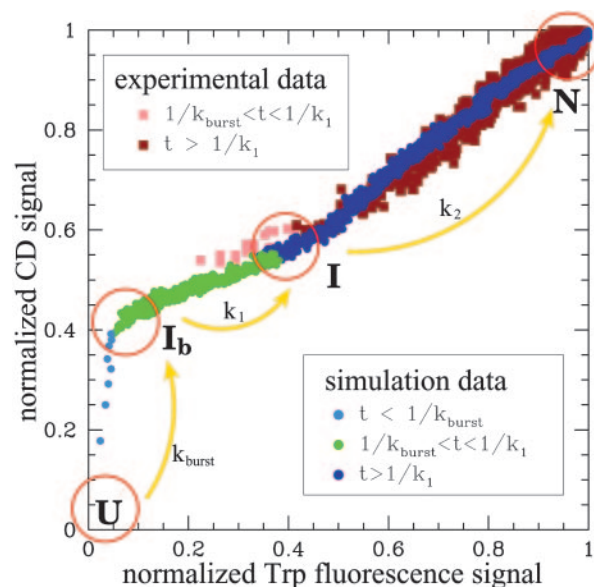 1
0.8
0.6
0.4
0.2
0
normalized CD signal
experimental data
1/k_burst<t<1/k_1
t > 1/k_1
N
k_2
I
k_1
I_b
k_burst
U
simulation data
t < 1/k_burst
1/k_burst<t<1/k_1
t>1/k_1
0 0.2 0.4 0.6 0.8 1
normalized Trp fluorescence signal